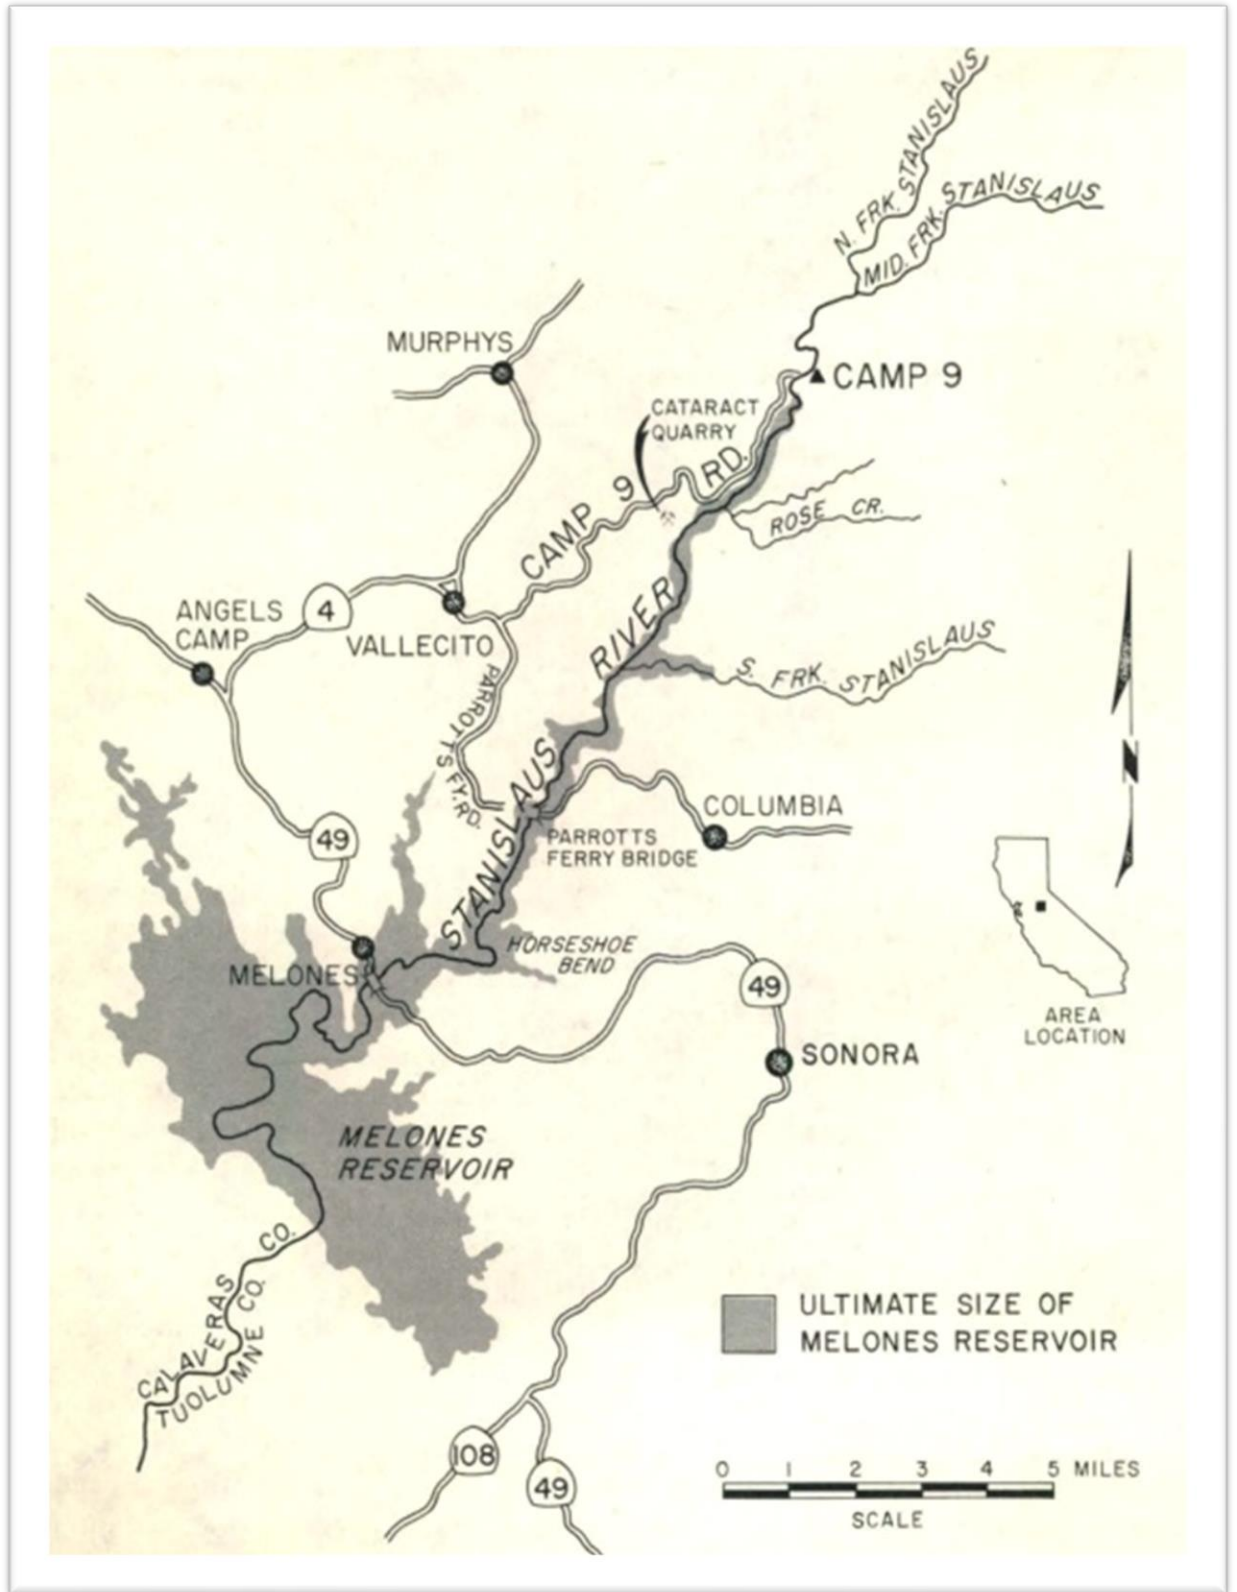 N. FRK. STANISLAUS
MID. FRK. STANISLAUS
MURPHYS
CAMP 9
CATARACT
QUARRY
CAMP 9 RD.
ROSE CR.
ANGELS
CAMP
4
VALLECITO
RIVER
S. FRK. STANISLAUS
PARROTTS FY. RD.
STANISLAUS
N
49
COLUMBIA
PARROTTS
FERRY BRIDGE
HORSESHOE
BEND
MELONES
49
AREA
LOCATION
SONORA
MELONES
RESERVOIR
CALAVERAS CO.
TUOLUMNE CO.
ULTIMATE SIZE OF
MELONES RESERVOIR
108
49
0 1 2 3 4 5 MILES
SCALE